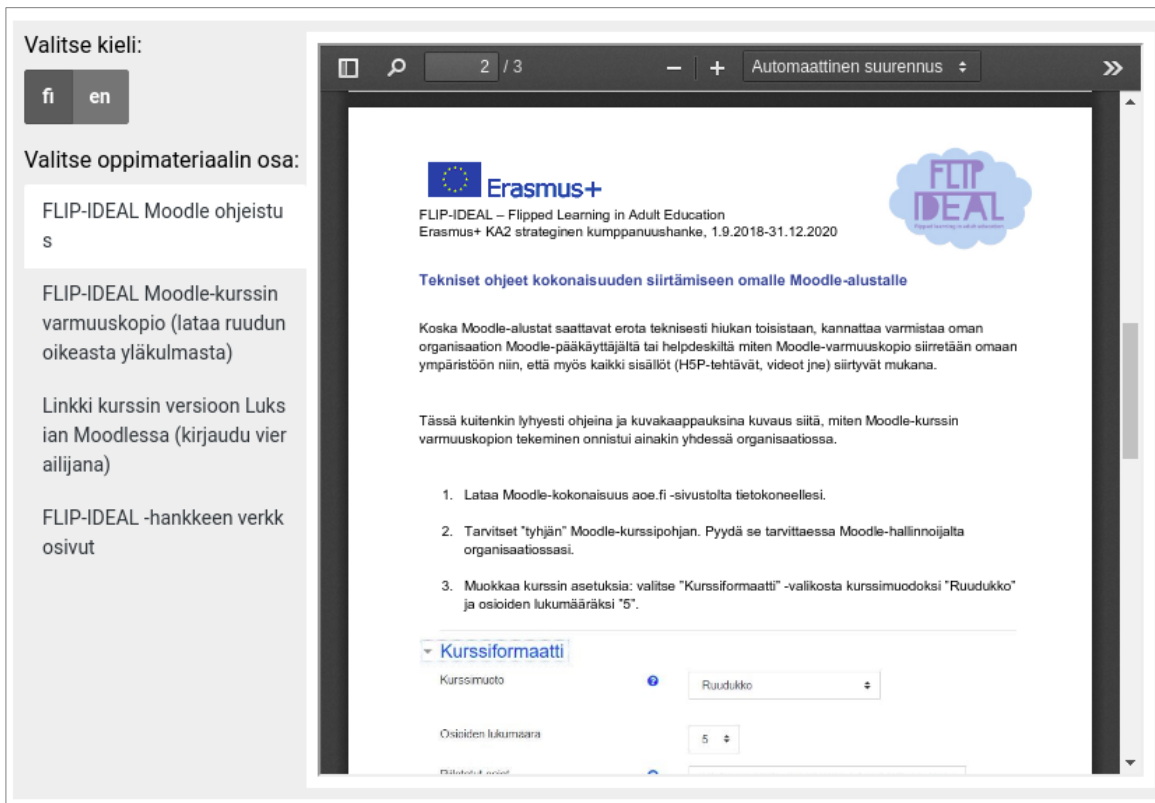 Valitse kieli:
fi en
Valitse oppimateriaalin osa:
FLIP-IDEAL Moodle ohjeistu
s
FLIP-IDEAL Moodle-kurssin
varmuuskopio (lataa ruudun
oikeasta yläkulmasta)
Linkki kurssin versioon Luks
ian Moodlessa (kirjaudu vier
ailijana)
FLIP-IDEAL -hankkeen verkk
osivut
2 / 3
Automaattinen suurennus
Erasmus+
FLIP
IDEAL
Flipped learning in adult education
FLIP-IDEAL – Flipped Learning in Adult Education
Erasmus+ KA2 strateginen kumppanuushanke, 1.9.2018-31.12.2020
Tekniset ohjeet kokonaisuuden siirtämiseen omalle Moodle-alustalle
Koska Moodle-alustat saattavat erota teknisesti hiukan toisistaan, kannattaa varmistaa oman
organisaation Moodle-pääkäyttäjältä tai helpdeskiltä miten Moodle-varmuuskopio siirretään omaan
ympäristöön niin, että myös kaikki sisällöt (H5P-tehtävät, videot jne) siirtyvät mukana.
Tässä kuitenkin lyhyesti ohjeina ja kuvakaappauksina kuvaus siitä, miten Moodle-kurssin
varmuuskopion tekeminen onnistui ainakin yhdessä organisaatiossa.
1. Lataa Moodle-kokonaisuus aoe.fi -sivustolta tietokoneellesi.
2. Tarvitset "tyhjän" Moodle-kurssipohjan. Pyydä se tarvittaessa Moodle-hallinnoijalta
organisaatiossasi.
3. Muokkaa kurssin asetuksia: valitse "Kurssiformaatti" -valikosta kurssimuodoksi "Ruudukko"
ja osioiden lukumääräksi "5".
Kurssiformaatti
Kurssimuoto
Ruudukko
Osioiden lukumäärä
5